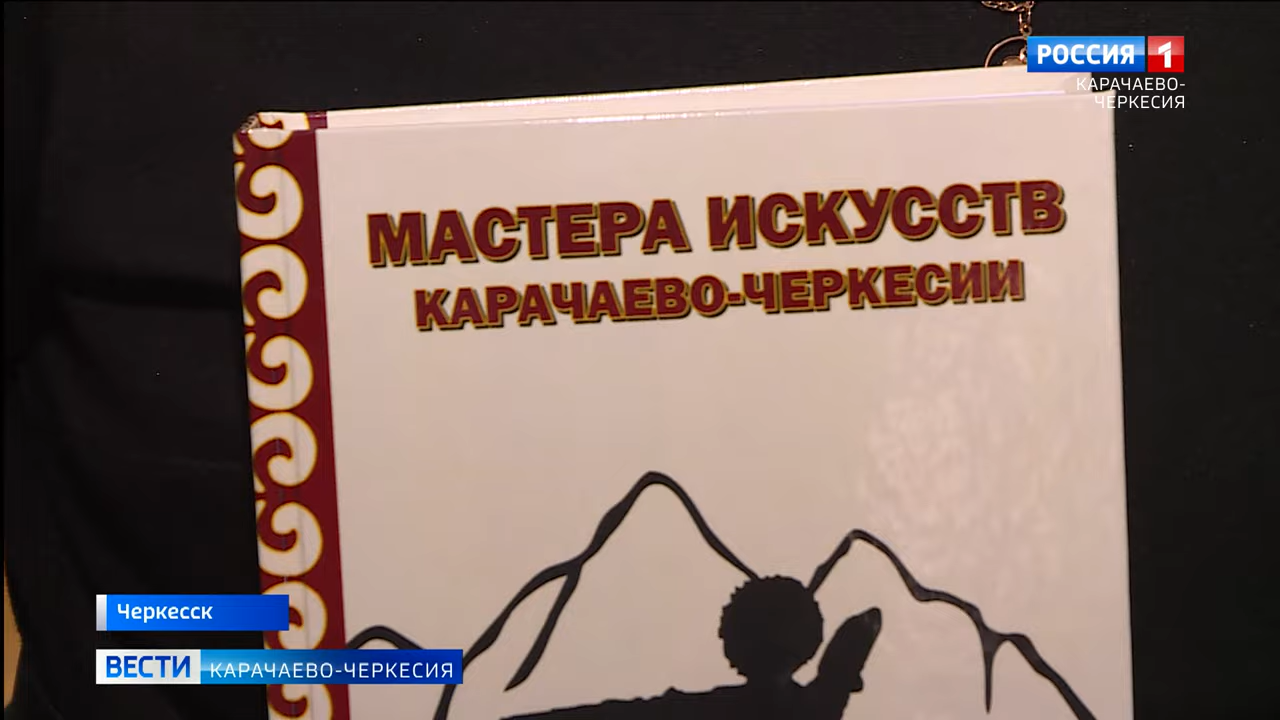 РОССИЯ 1
КАРАЧАЕВО-
ЧЕРКЕСИЯ
МАСТЕРА ИСКУССТВ
КАРАЧАЕВО-ЧЕРКЕСИИ
Черкесск
ВЕСТИ КАРАЧАЕВО-ЧЕРКЕСИЯ